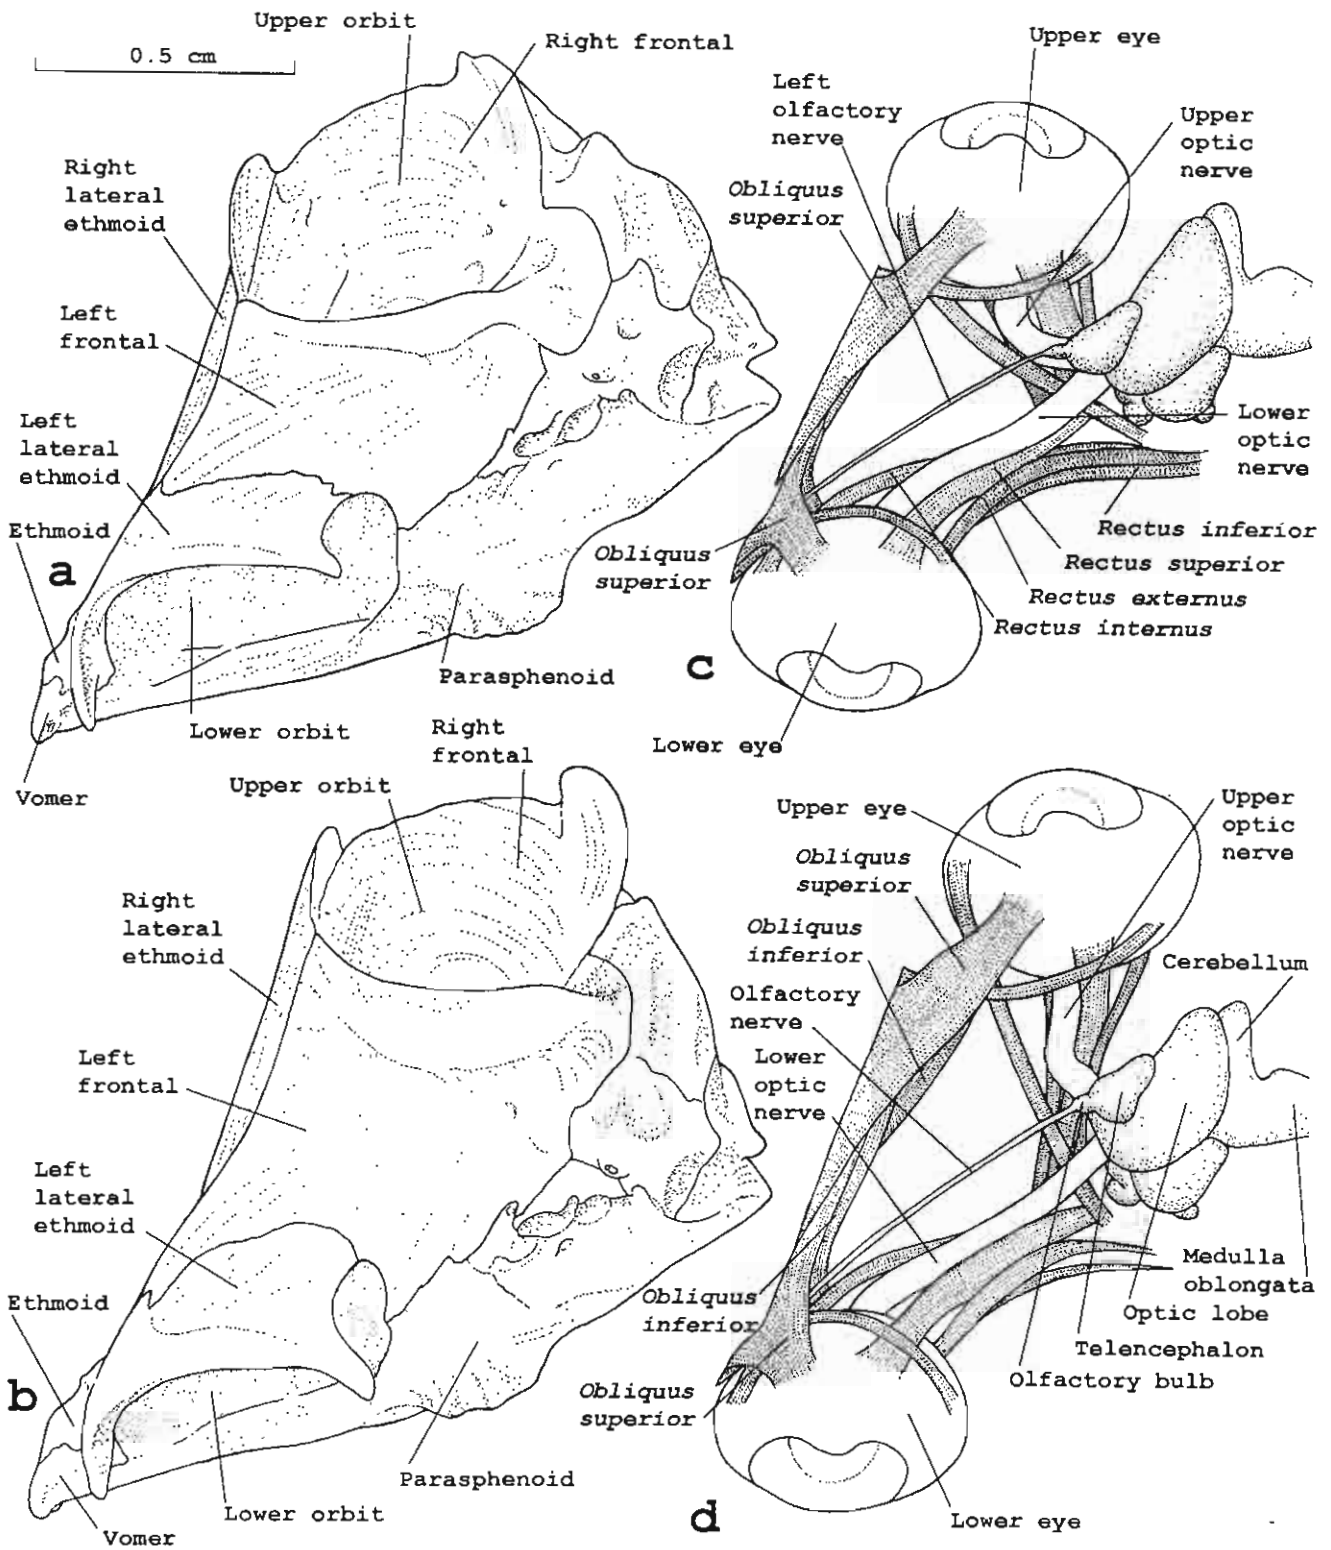 Upper orbit
0.5 cm
Right frontal
Right
lateral
ethmoid
Left
frontal
Left
lateral
ethmoid
Ethmoid
a
Parasphenoid
Lower orbit
Vomer
Upper eye
Left
olfactory
nerve
Upper
optic
nerve
Obliquus
superior
Lower
optic
nerve
Obliquus
superior
Rectus inferior
Rectus superior
Rectus externus
Rectus internus
c
Lower eye
Right
frontal
Upper orbit
Right
lateral
ethmoid
Left
frontal
Left
lateral
ethmoid
Ethmoid
b
Parasphenoid
Lower orbit
Vomer
Upper eye
Upper
optic
nerve
Obliquus
superior
Obliquus
inferior
Cerebellum
Olfactory
nerve
Lower
optic
nerve
Medulla
oblongata
Optic lobe
Telencephalon
Olfactory bulb
Obliquus
inferior
Obliquus
superior
d
Lower eye